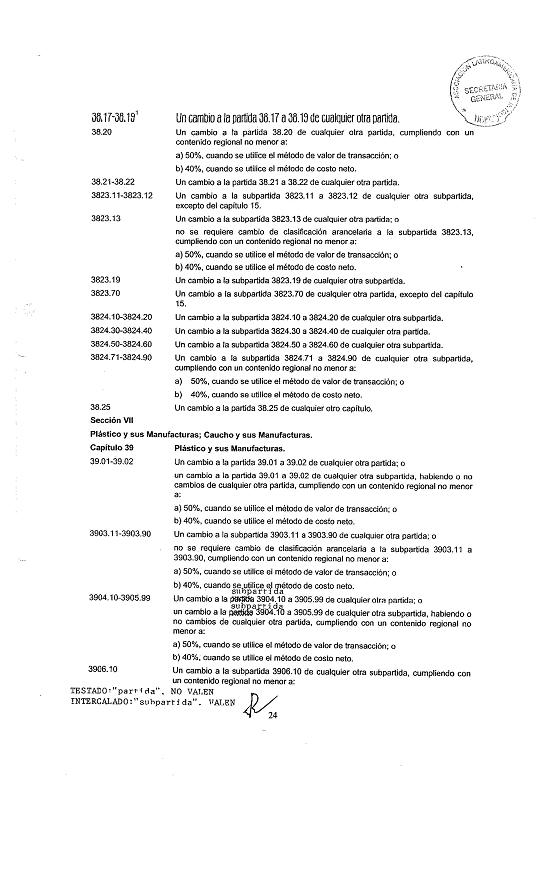 ASOCIACION LATINOAMERICANA DE
SECRETARIA
GENERAL
38.17-38.19¹ Un cambio a la partida 38.17 a 38.19 de cualquier otra partida.
38.20 Un cambio a la partida 38.20 de cualquier otra partida, cumpliendo con un
contenido regional no menor a:
a) 50%, cuando se utilice el método de valor de transacción; o
b) 40%, cuando se utilice el método de costo neto.
38.21-38.22 Un cambio a la partida 38.21 a 38.22 de cualquier otra partida.
3823.11-3823.12 Un cambio a la subpartida 3823.11 a 3823.12 de cualquier otra subpartida,
excepto del capítulo 15.
3823.13 Un cambio a la subpartida 3823.13 de cualquier otra partida; o
no se requiere cambio de clasificación arancelaria a la subpartida 3823.13,
cumpliendo con un contenido regional no menor a:
a) 50%, cuando se utilice el método de valor de transacción; o
b) 40%, cuando se utilice el método de costo neto.
3823.19 Un cambio a la subpartida 3823.19 de cualquier otra subpartida.
3823.70 Un cambio a la subpartida 3823.70 de cualquier otra partida, excepto del capítulo
15.
3824.10-3824.20 Un cambio a la subpartida 3824.10 a 3824.20 de cualquier otra subpartida.
3824.30-3824.40 Un cambio a la subpartida 3824.30 a 3824.40 de cualquier otra partida.
3824.50-3824.60 Un cambio a la subpartida 3824.50 a 3824.60 de cualquier otra subpartida.
3824.71-3824.90 Un cambio a la subpartida 3824.71 a 3824.90 de cualquier otra subpartida,
cumpliendo con un contenido regional no menor a:
a) 50%, cuando se utilice el método de valor de transacción; o
b) 40%, cuando se utilice el método de costo neto.
38.25 Un cambio a la partida 38.25 de cualquier otro capítulo.
Sección VII
Plástico y sus Manufacturas; Caucho y sus Manufacturas.
Capítulo 39 Plástico y sus Manufacturas.
39.01-39.02 Un cambio a la partida 39.01 a 39.02 de cualquier otra partida; o
un cambio a la partida 39.01 a 39.02 de cualquier otra subpartida, habiendo o no
cambios de cualquier otra partida, cumpliendo con un contenido regional no menor
a:
a) 50%, cuando se utilice el método de valor de transacción; o
b) 40%, cuando se utilice el método de costo neto.
3903.11-3903.90 Un cambio a la subpartida 3903.11 a 3903.90 de cualquier otra partida; o
no se requiere cambio de clasificación arancelaria a la subpartida 3903.11 a
3903.90, cumpliendo con un contenido regional no menor a:
a) 50%, cuando se utilice el método de valor de transacción; o
b) 40%, cuando se utilice el método de costo neto.
subpartida
3904.10-3905.99 Un cambio a la partida 3904.10 a 3905.99 de cualquier otra partida; o
subpartida
un cambio a la partida 3904.10 a 3905.99 de cualquier otra subpartida, habiendo o
no cambios de cualquier otra partida, cumpliendo con un contenido regional no
menor a:
a) 50%, cuando se utilice el método de valor de transacción; o
b) 40%, cuando se utilice el método de costo neto.
3906.10 Un cambio a la subpartida 3906.10 de cualquier otra subpartida, cumpliendo con
un contenido regional no menor a:
TESTADO:"partida". NO VALEN
INTERCALADO:"subpartida". VALEN
24